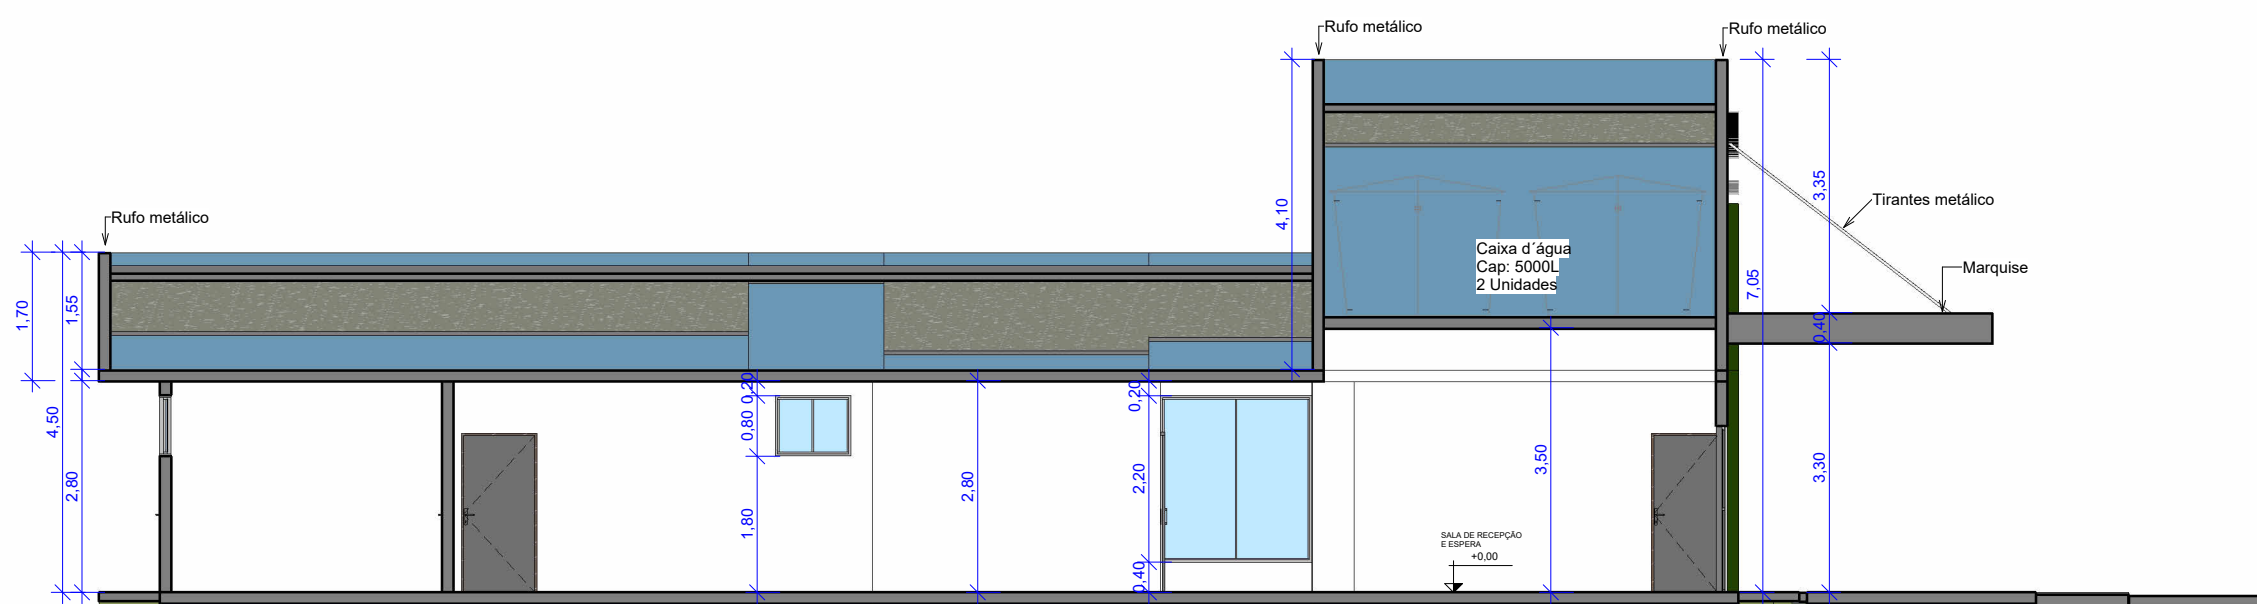 Rufo metálico
Rufo metálico
4,10
3,35
Tirantes metálico
Rufo metálico
Caixa d´água
Cap: 5000L
2 Unidades
Marquise
7,05
1,70
1,55
0,40
4,50
2,80
0,20
0,80
1,80
2,80
0,20
2,20
0,40
3,50
3,30
SALA DE RECEPÇÃO
E ESPERA
+0,00